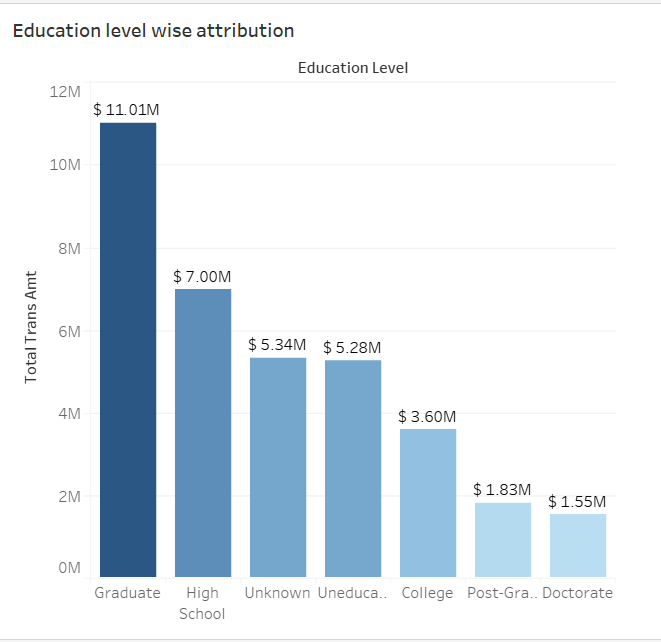 Education level wise attribution
Education Level
12M
10M
8M
6M
4M
2M
0M
Total Trans Amt
$ 11.01M
$ 7.00M
$ 5.34M
$ 5.28M
$ 3.60M
$ 1.83M
$ 1.55M
Graduate
High
School
Unknown
Uneduca..
College
Post-Gra..
Doctorate